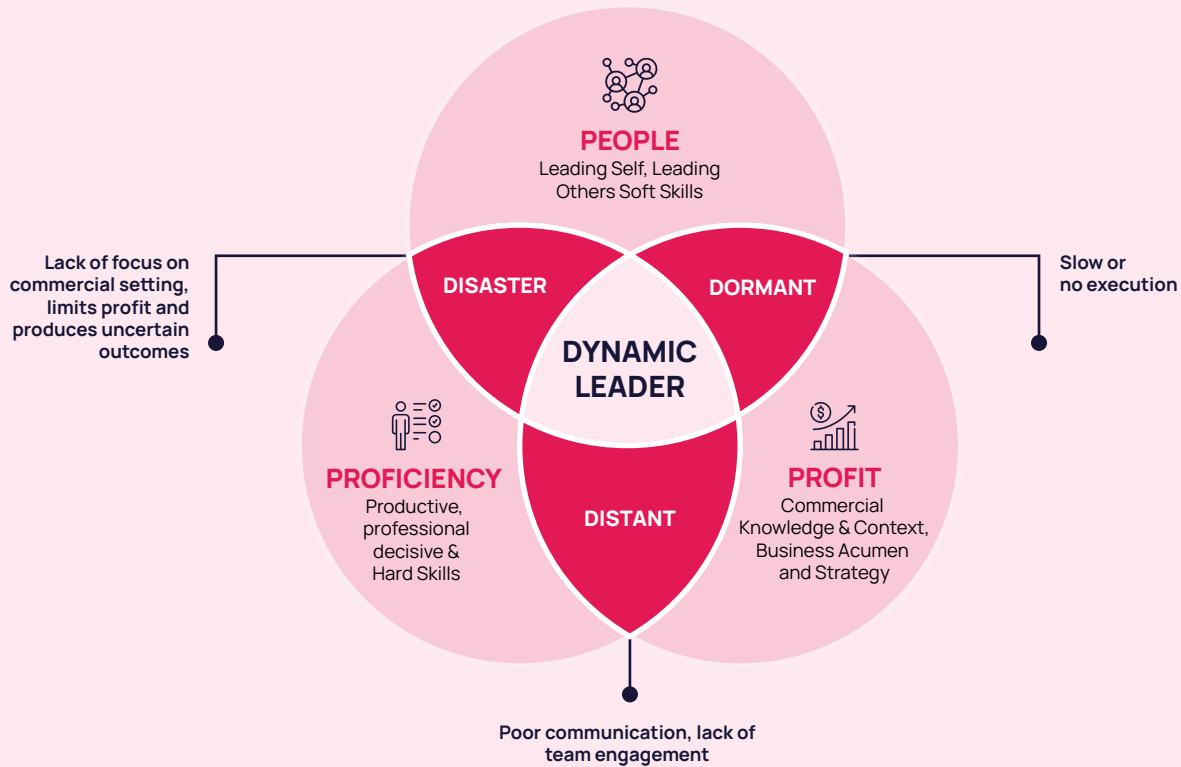 PEOPLE
Leading Self, Leading
Others Soft Skills
Lack of focus on
commercial setting,
limits profit and
produces uncertain
outcomes
DISASTER
DORMANT
Slow or
no execution
DYNAMIC
LEADER
$
PROFICIENCY
Productive,
professional
decisive &
Hard Skills
PROFIT
Commercial
Knowledge & Context,
Business Acumen
and Strategy
DISTANT
Poor communication, lack of
team engagement